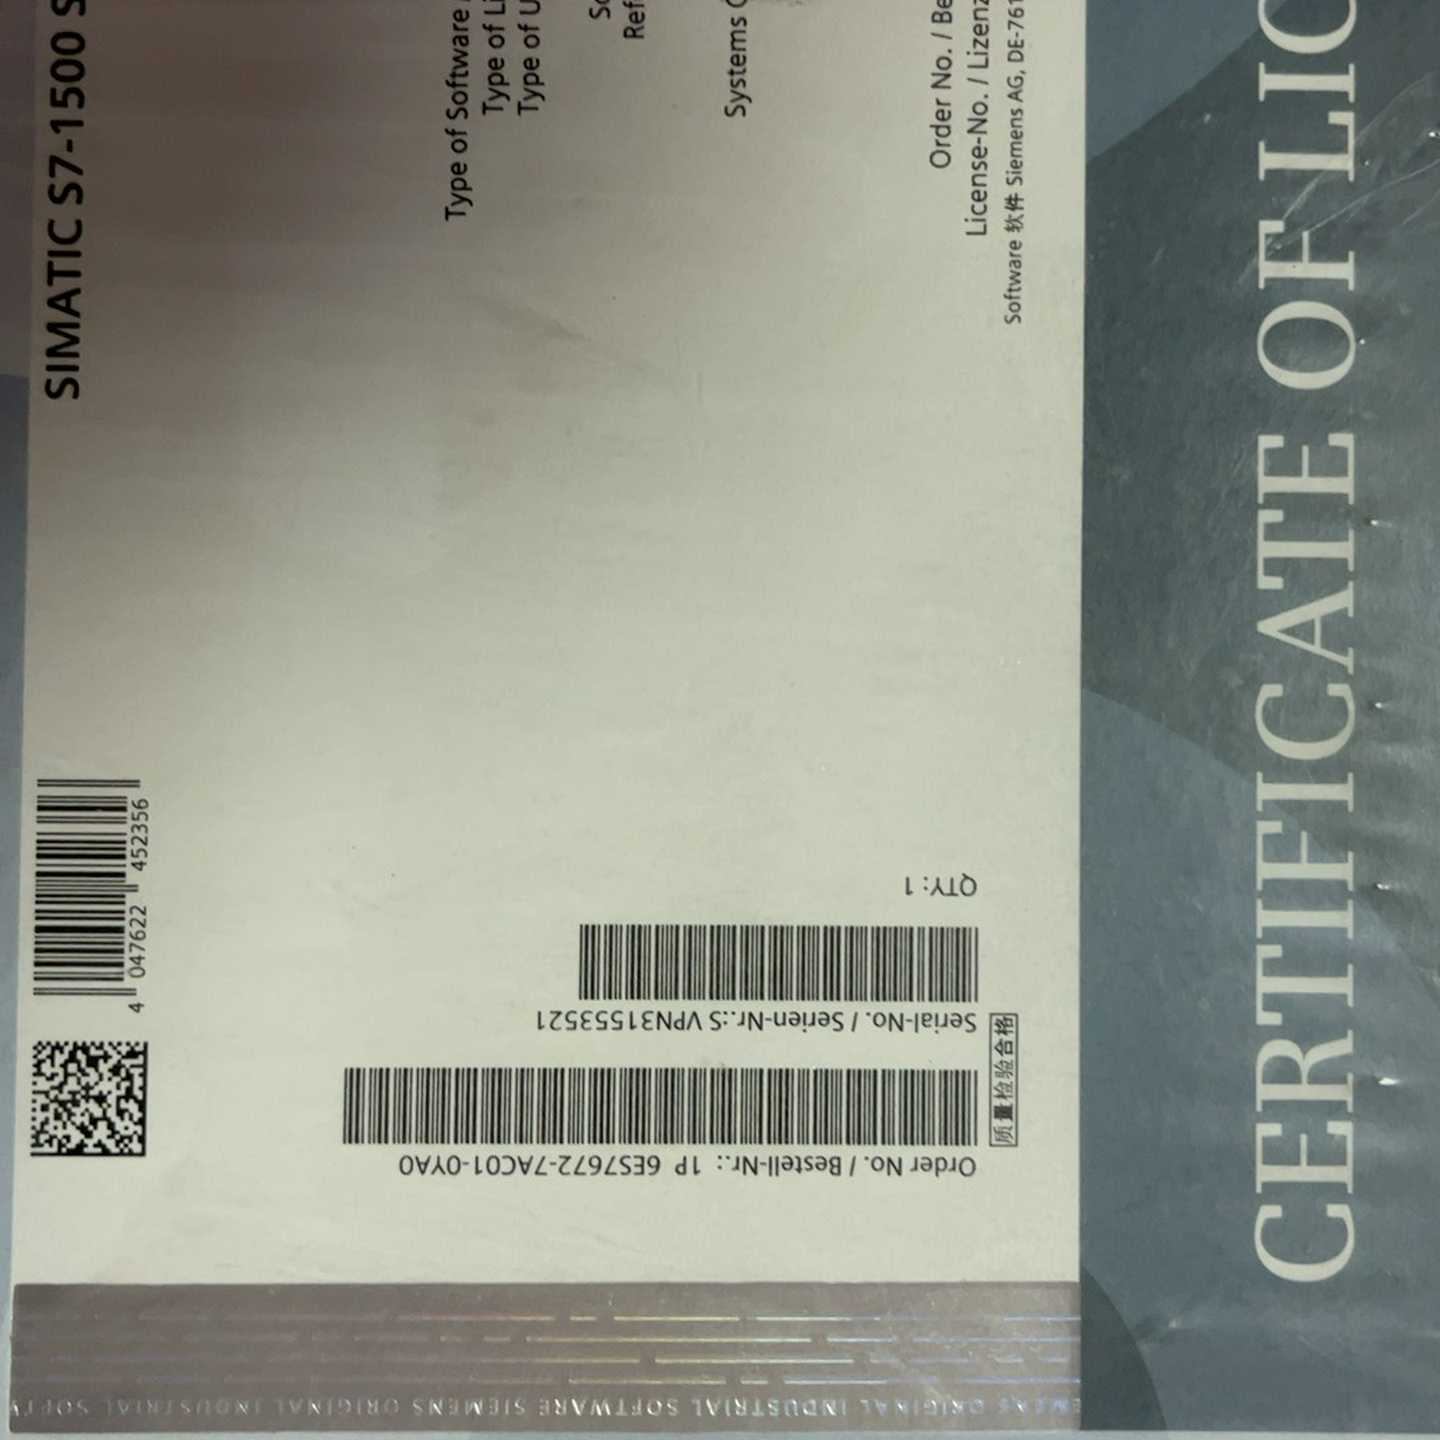 SIMATIC S7-1500 S
Type of Software
Type of Li
Type of U
So
Ref
Systems
Order No. / Be
License-No. / Lizenz
Software 软件 Siemens AG, DE-761
4 047622 452356
QTY: 1
Serial-No. / Serien-Nr.:S VPN31553521
Order No. / Bestell-Nr.: 1P 6ES7672-7AC01-0YA0
质量检验合格
CERTIFICATE OF LIC
SIEMENS ORIGINAL INDUSTRIAL SOFTWARE SIEMENS ORIGINAL INDUSTRIAL SOFTW